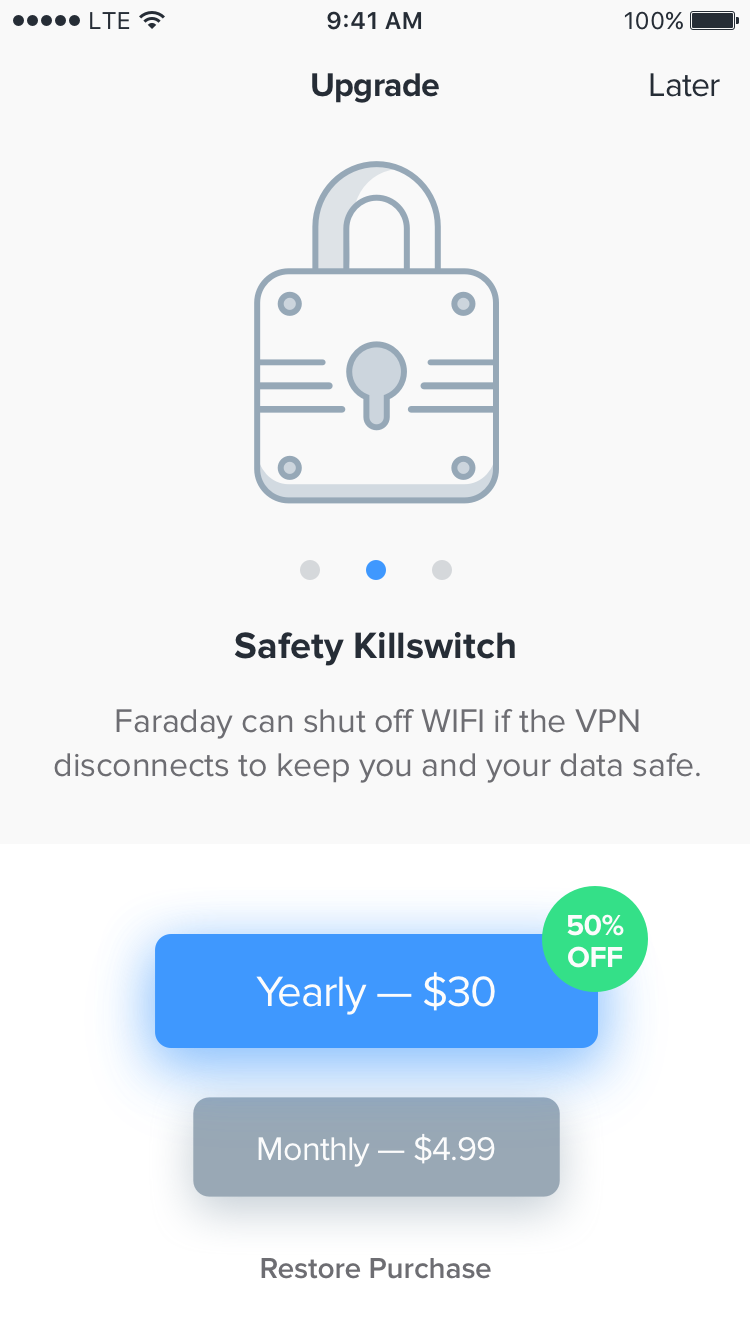 LTE 9:41 AM 100%
Upgrade Later
Safety Killswitch
Faraday can shut off WIFI if the VPN
disconnects to keep you and your data safe.
50%
OFF
Yearly — $30
Monthly — $4.99
Restore Purchase